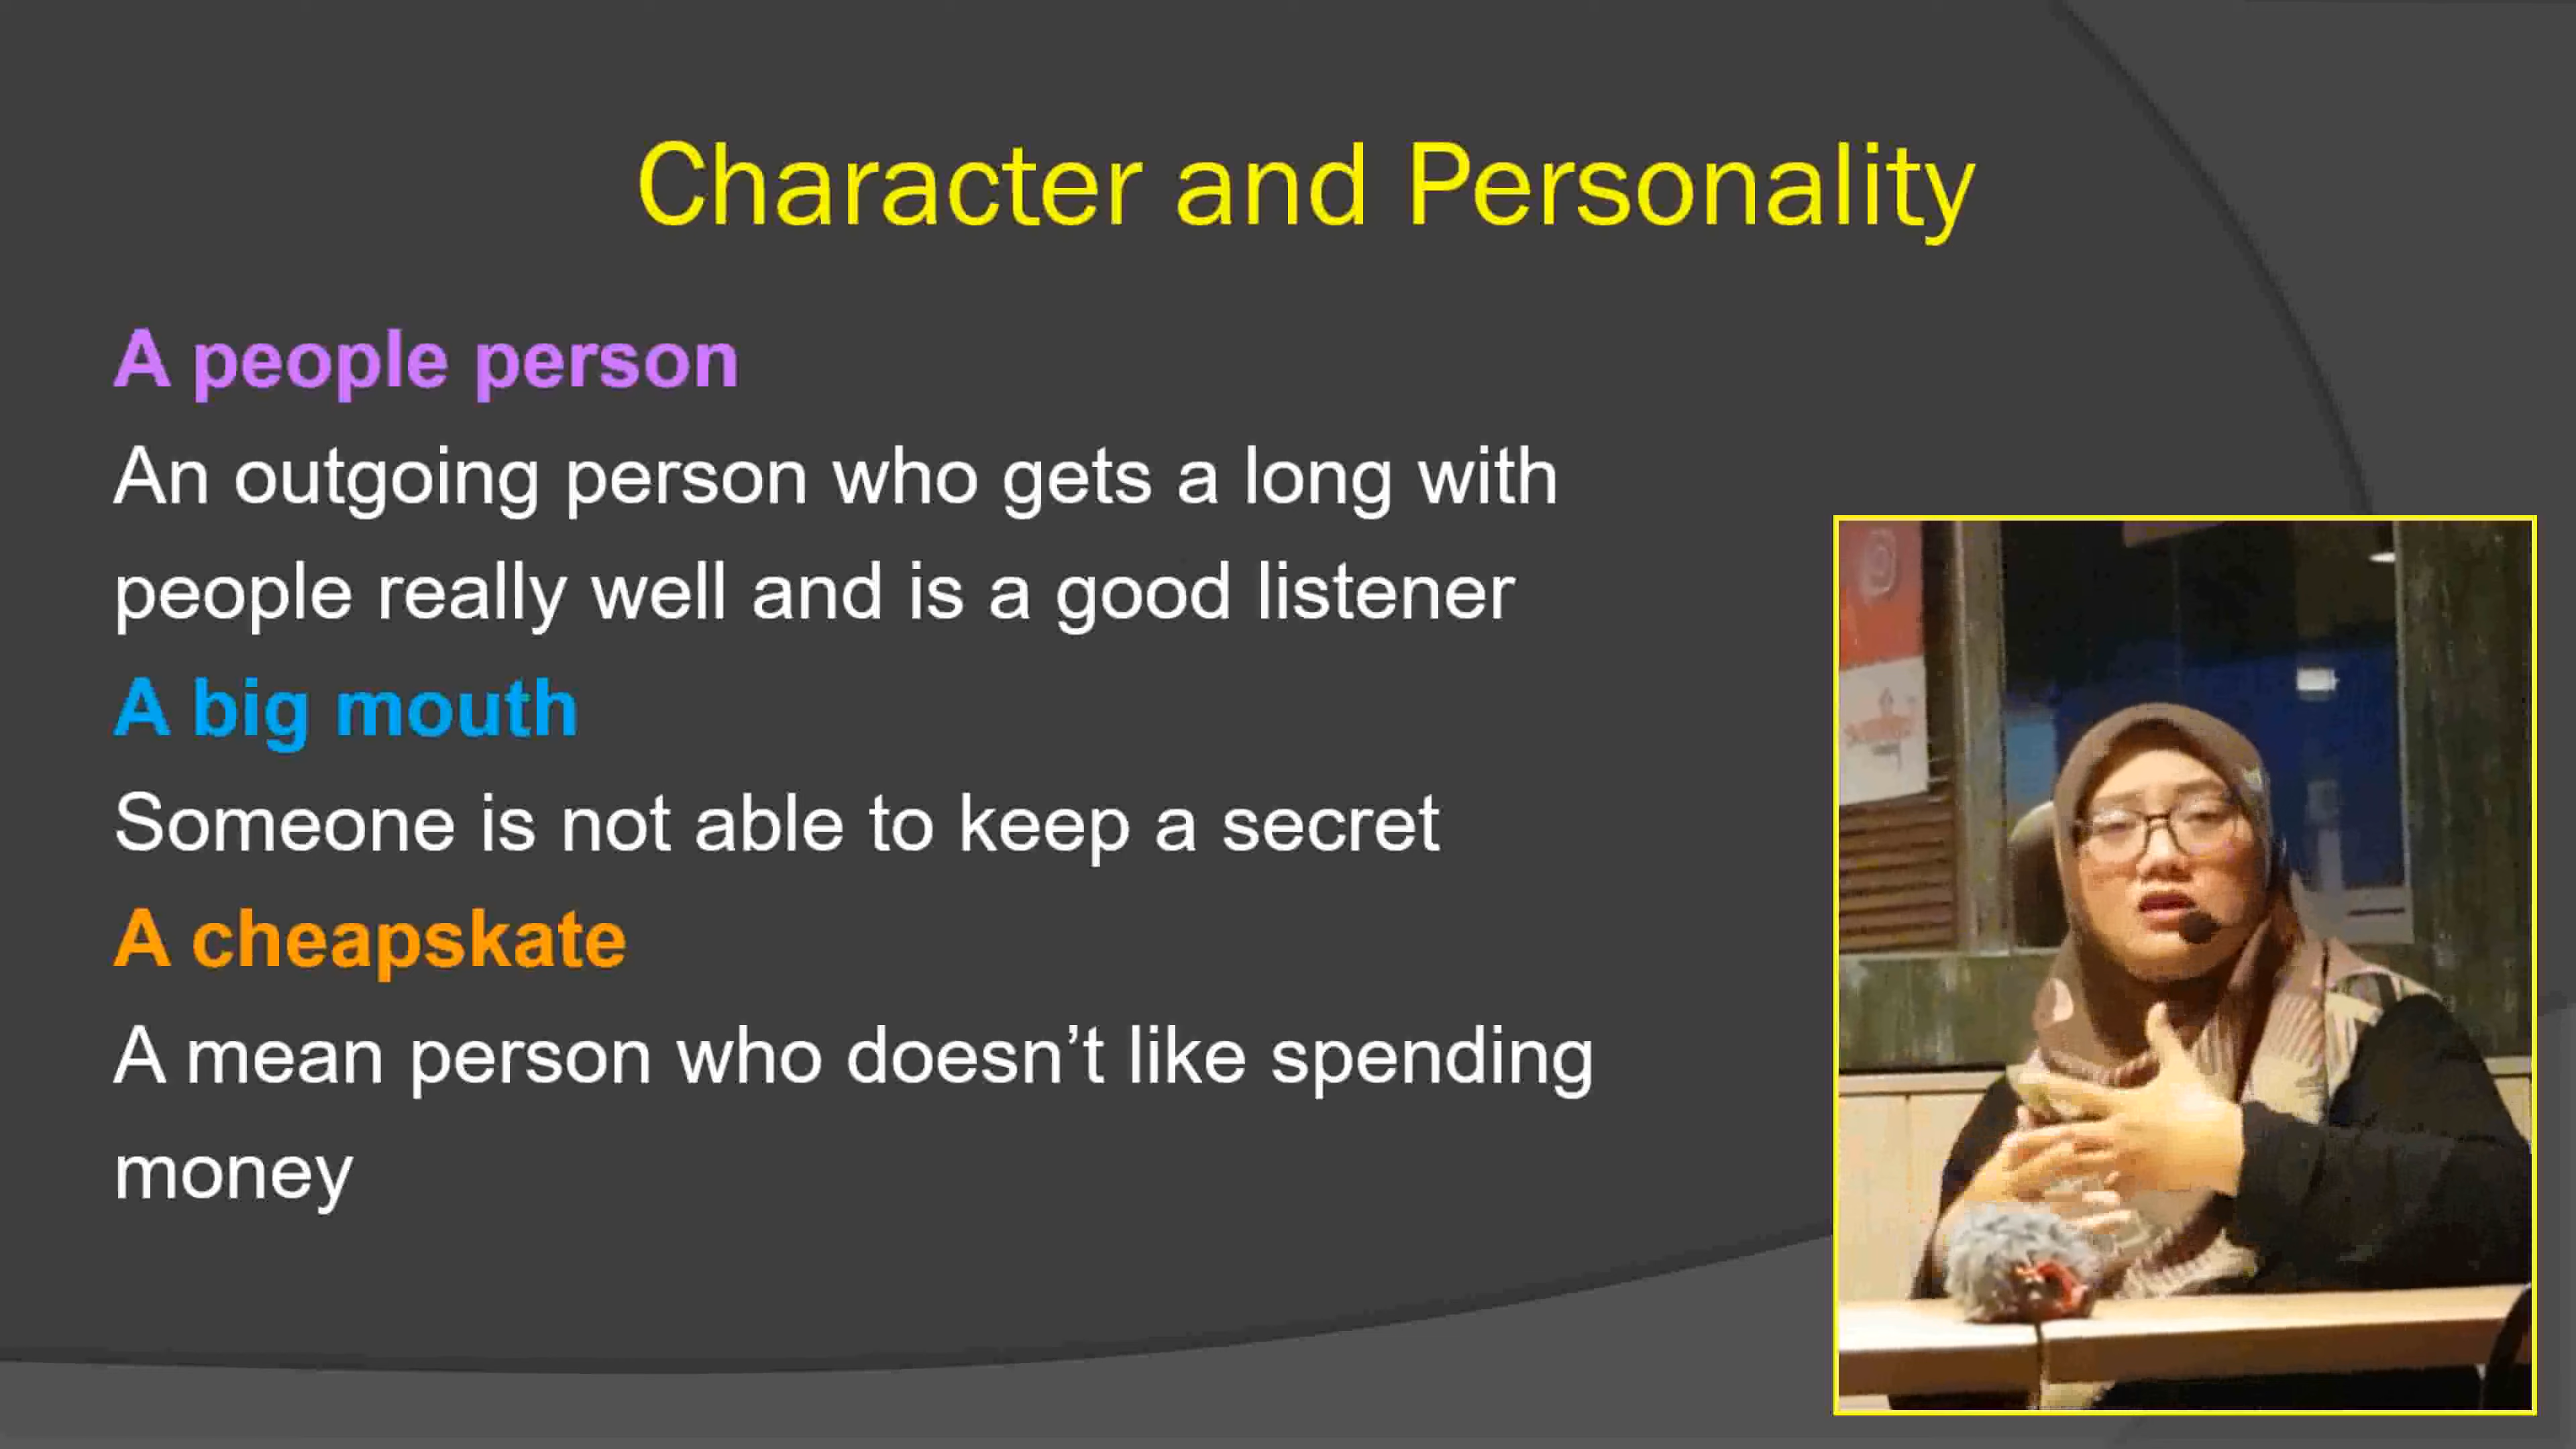 Character and Personality
A people person
An outgoing person who gets a long with
people really well and is a good listener
A big mouth
Someone is not able to keep a secret
A cheapskate
A mean person who doesn’t like spending
money